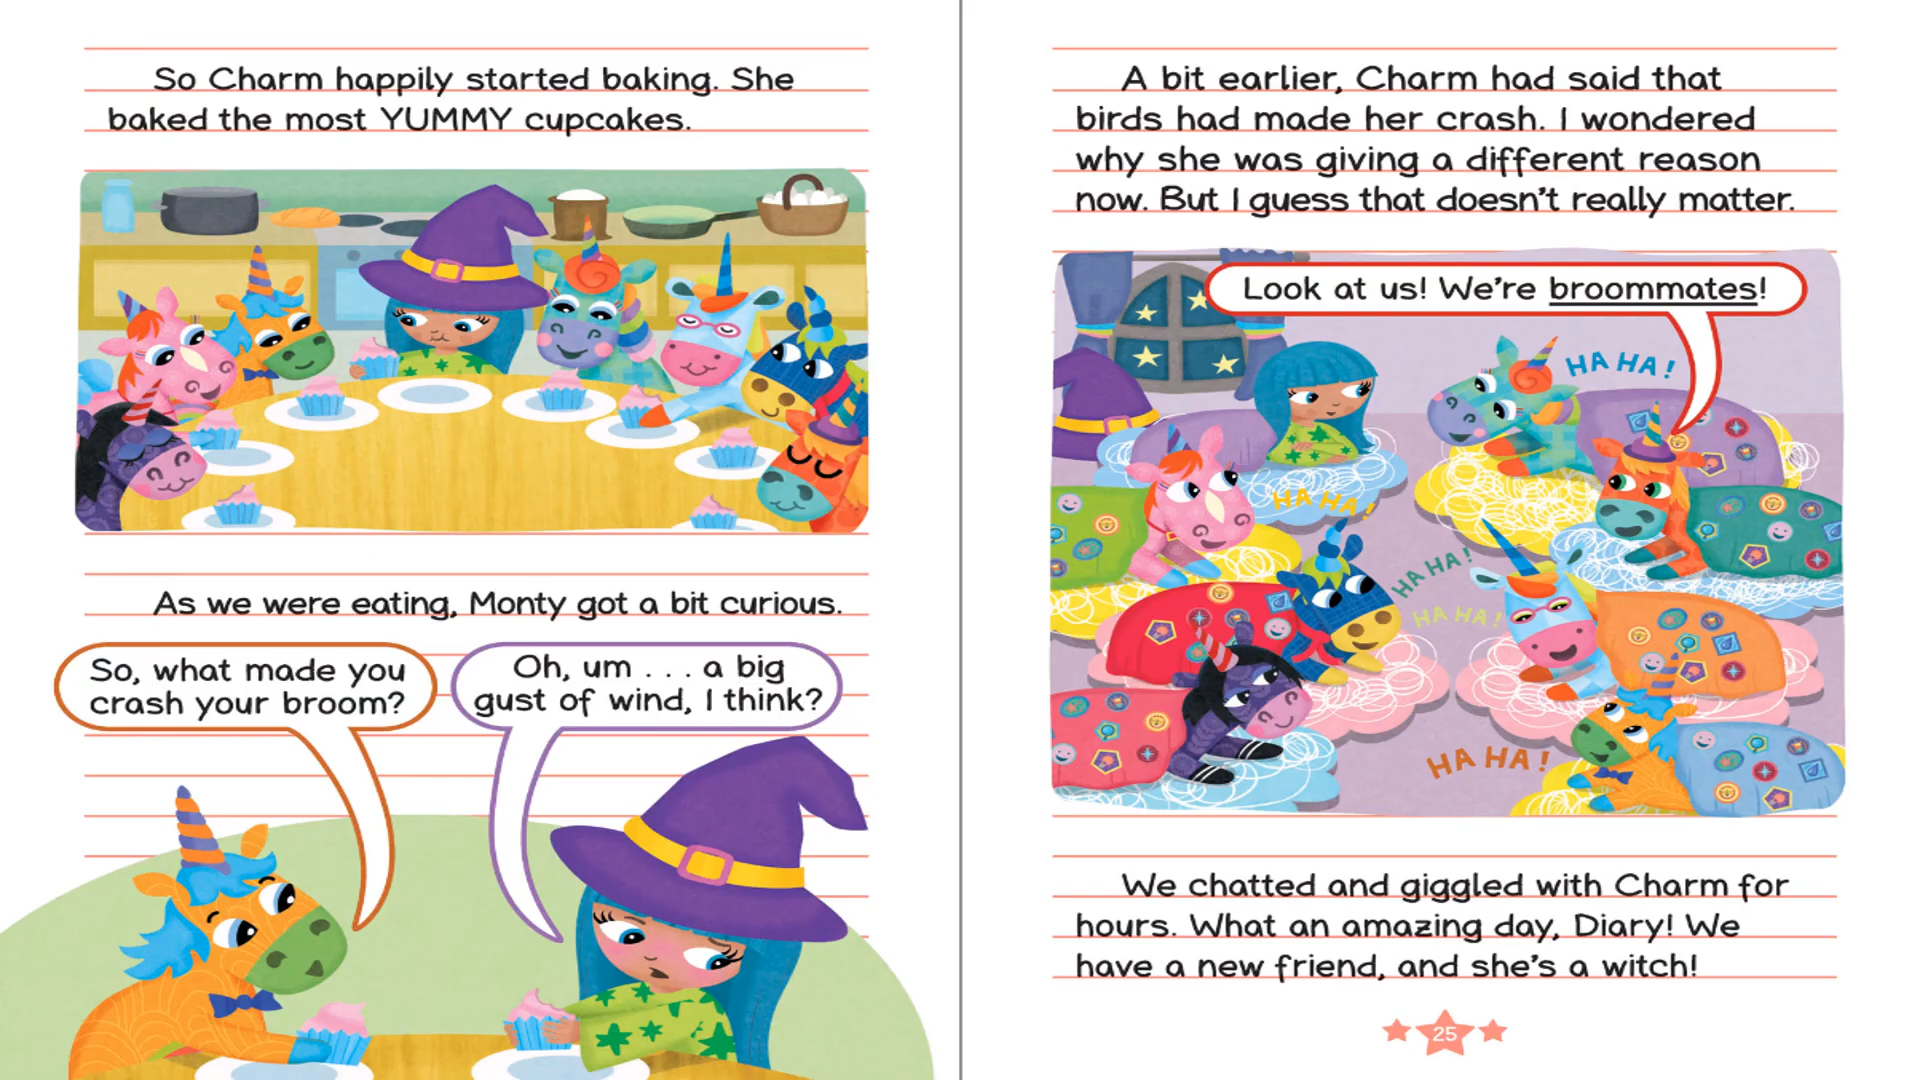 So Charm happily started baking. She
baked the most YUMMY cupcakes.
As we were eating, Monty got a bit curious.
So, what made you
crash your broom?
Oh, um . . . a big
gust of wind, I think?
A bit earlier, Charm had said that
birds had made her crash. I wondered
why she was giving a different reason
now. But I guess that doesn't really matter.
Look at us! We're broommates!
HA HA!
HA HA!
HA HA!
HA HA!
HA HA!
We chatted and giggled with Charm for
hours. What an amazing day, Diary! We
have a new friend, and she's a witch!
25